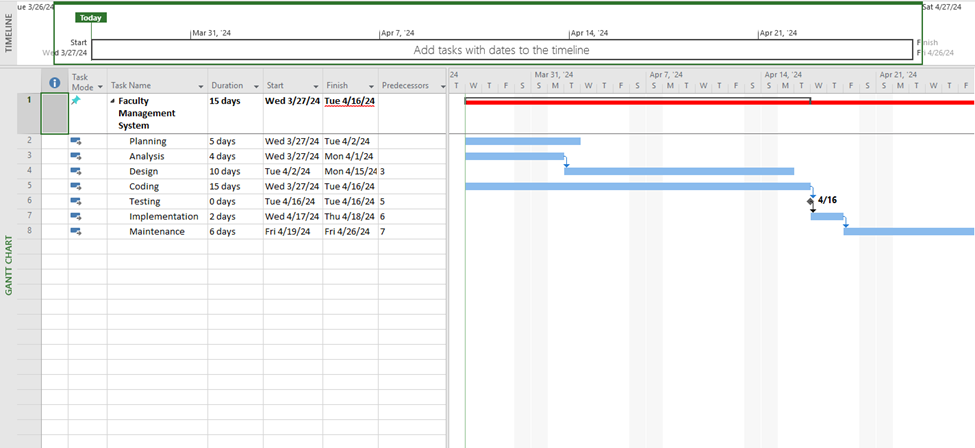 ue 3/26/24
Sat 4/27/24
Today
Mar 31, '24 Apr 7, '24 Apr 14, '24 Apr 21, '24
Start
Wed 3/27/24
Add tasks with dates to the timeline
Finish
Fri 4/26/24
TIMELINE
Task Mode Task Name Duration Start Finish Predecessors
24 Mar 31, '24 Apr 7, '24 Apr 14, '24 Apr 21, '24
T W T F S S M T W T F S S M T W T F S S M T W T F S S M T W T F
1 Faculty Management System 15 days Wed 3/27/24 Tue 4/16/24
2 Planning 5 days Wed 3/27/24 Tue 4/2/24
3 Analysis 4 days Wed 3/27/24 Mon 4/1/24
4 Design 10 days Tue 4/2/24 Mon 4/15/24 3
5 Coding 15 days Wed 3/27/24 Tue 4/16/24
6 Testing 0 days Tue 4/16/24 Tue 4/16/24 5
4/16
7 Implementation 2 days Wed 4/17/24 Thu 4/18/24 6
8 Maintenance 6 days Fri 4/19/24 Fri 4/26/24 7
GANTT CHART